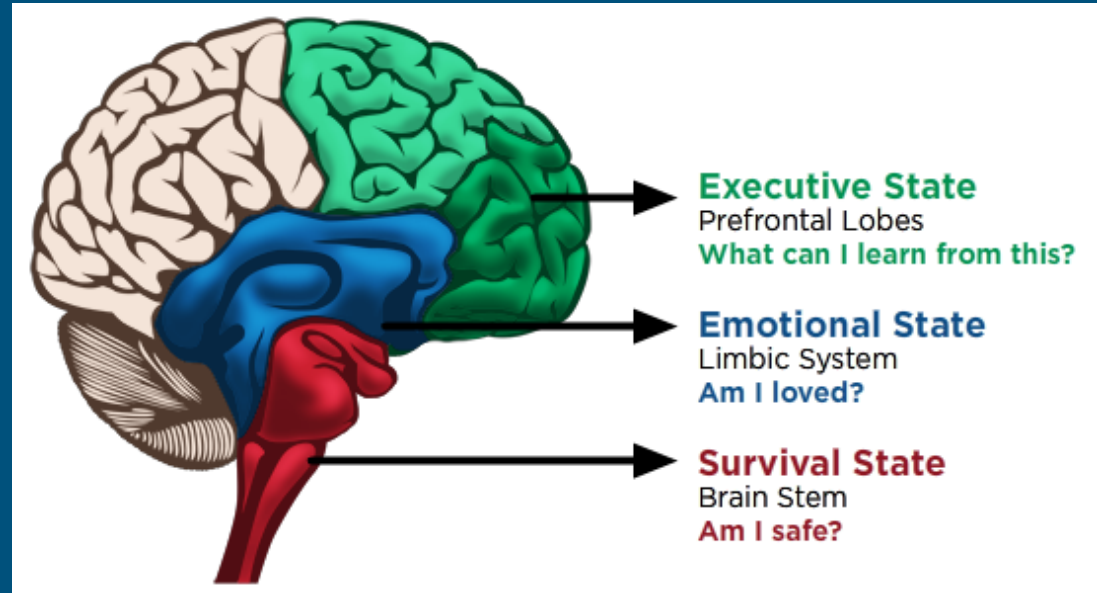 Executive State
Prefrontal Lobes
What can I learn from this?
Emotional State
Limbic System
Am I loved?
Survival State
Brain Stem
Am I safe?